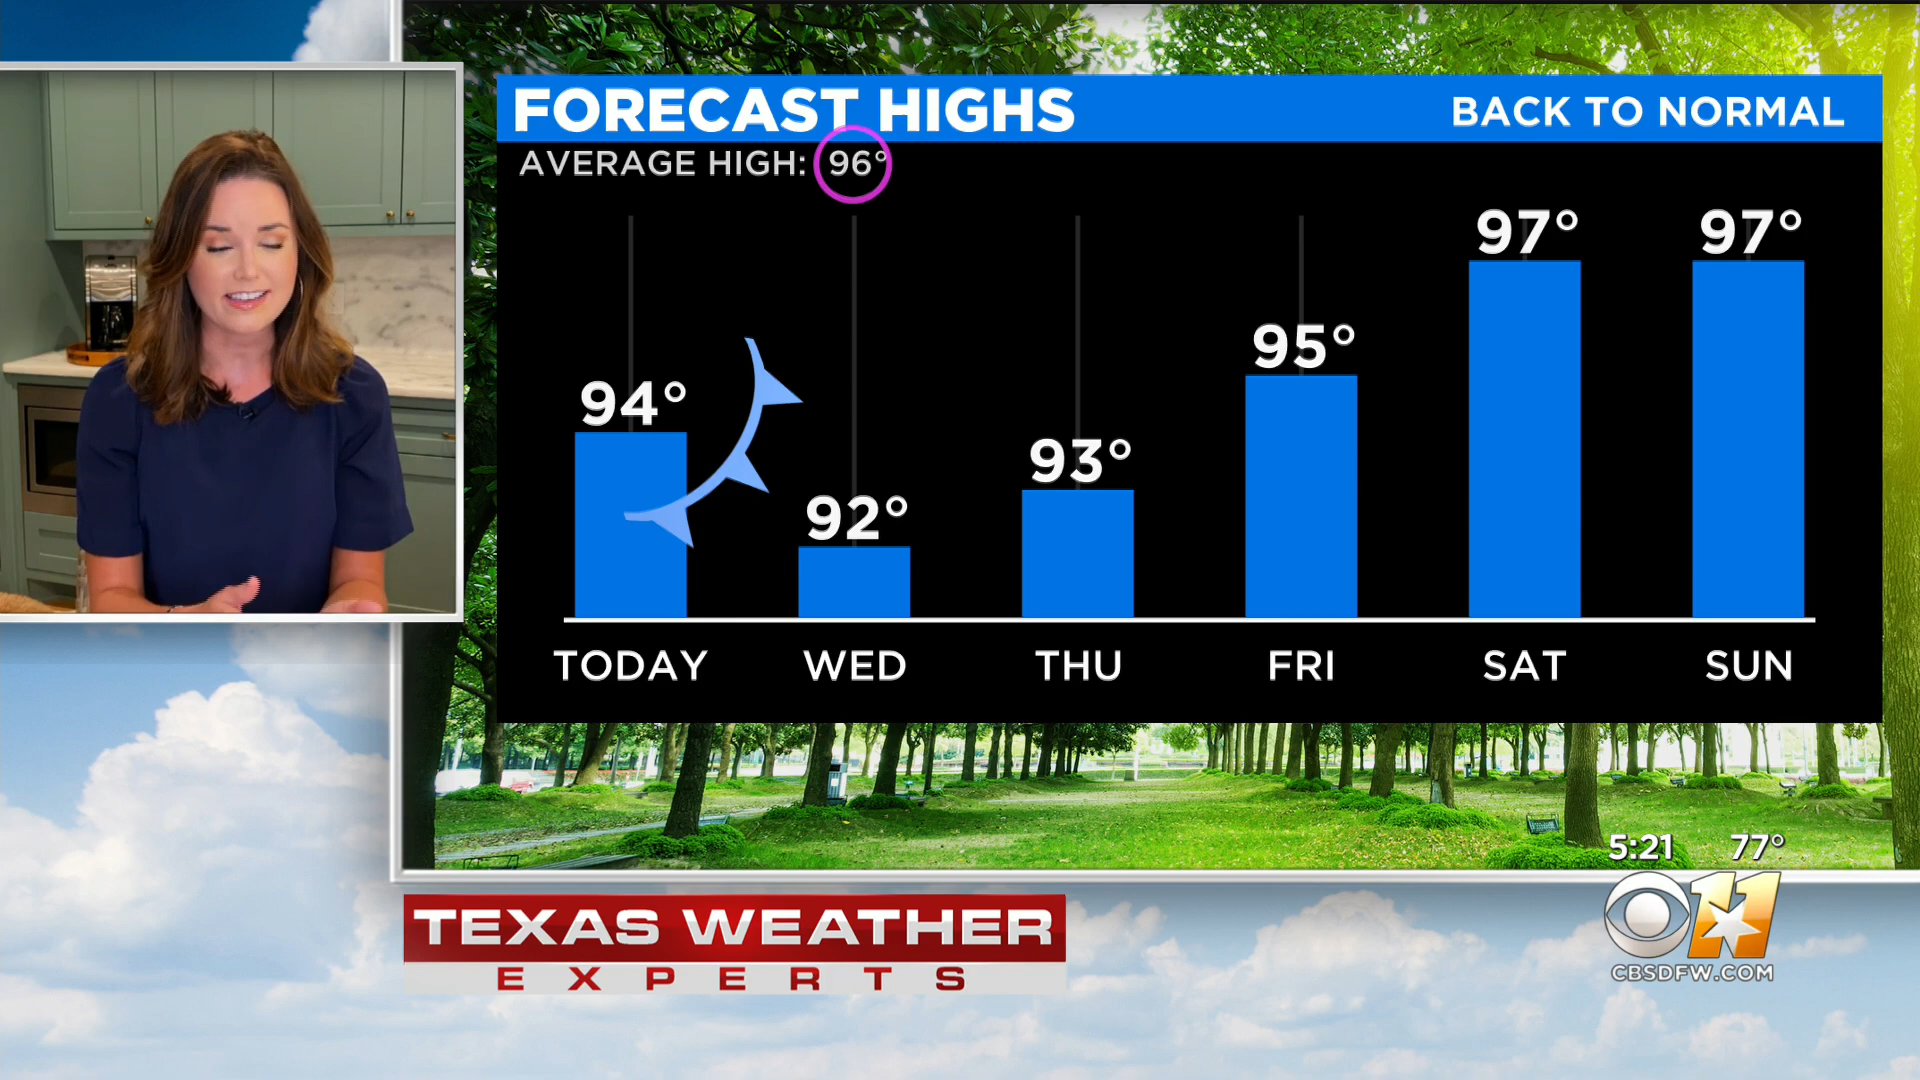 FORECAST HIGHS
BACK TO NORMAL
AVERAGE HIGH: 96°
94° 92° 93° 95° 97° 97°
TODAY WED THU FRI SAT SUN
5:21 77°
11
CBSDFW.COM
TEXAS WEATHER
EXPERTS